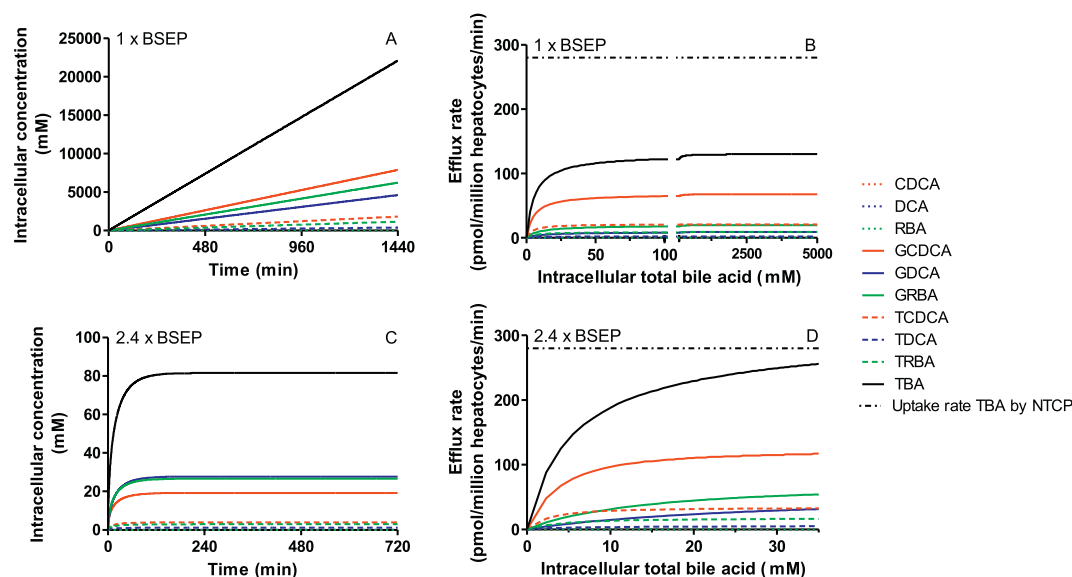 1 x BSEP A
Intracellular concentration
(mM)
25000
20000
15000
10000
5000
0
0 480 960 1440
Time (min)
1 x BSEP B
Efflux rate
(pmol/million hepatocytes/min)
300
200
100
0
0 50 100 2500 5000
Intracellular total bile acid ( mM)
CDCA
DCA
RBA
GCDCA
GDCA
GRBA
TCDCA
TDCA
TRBA
TBA
Uptake rate TBA by NTCP
2.4 x BSEP C
Intracellular concentration
(mM)
100
80
60
40
20
0
0 240 480 720
Time (min)
2.4 x BSEP D
Efflux rate
(pmol/million hepatocytes/min)
300
200
100
0
0 10 20 30
Intracellular total bile acid ( mM)